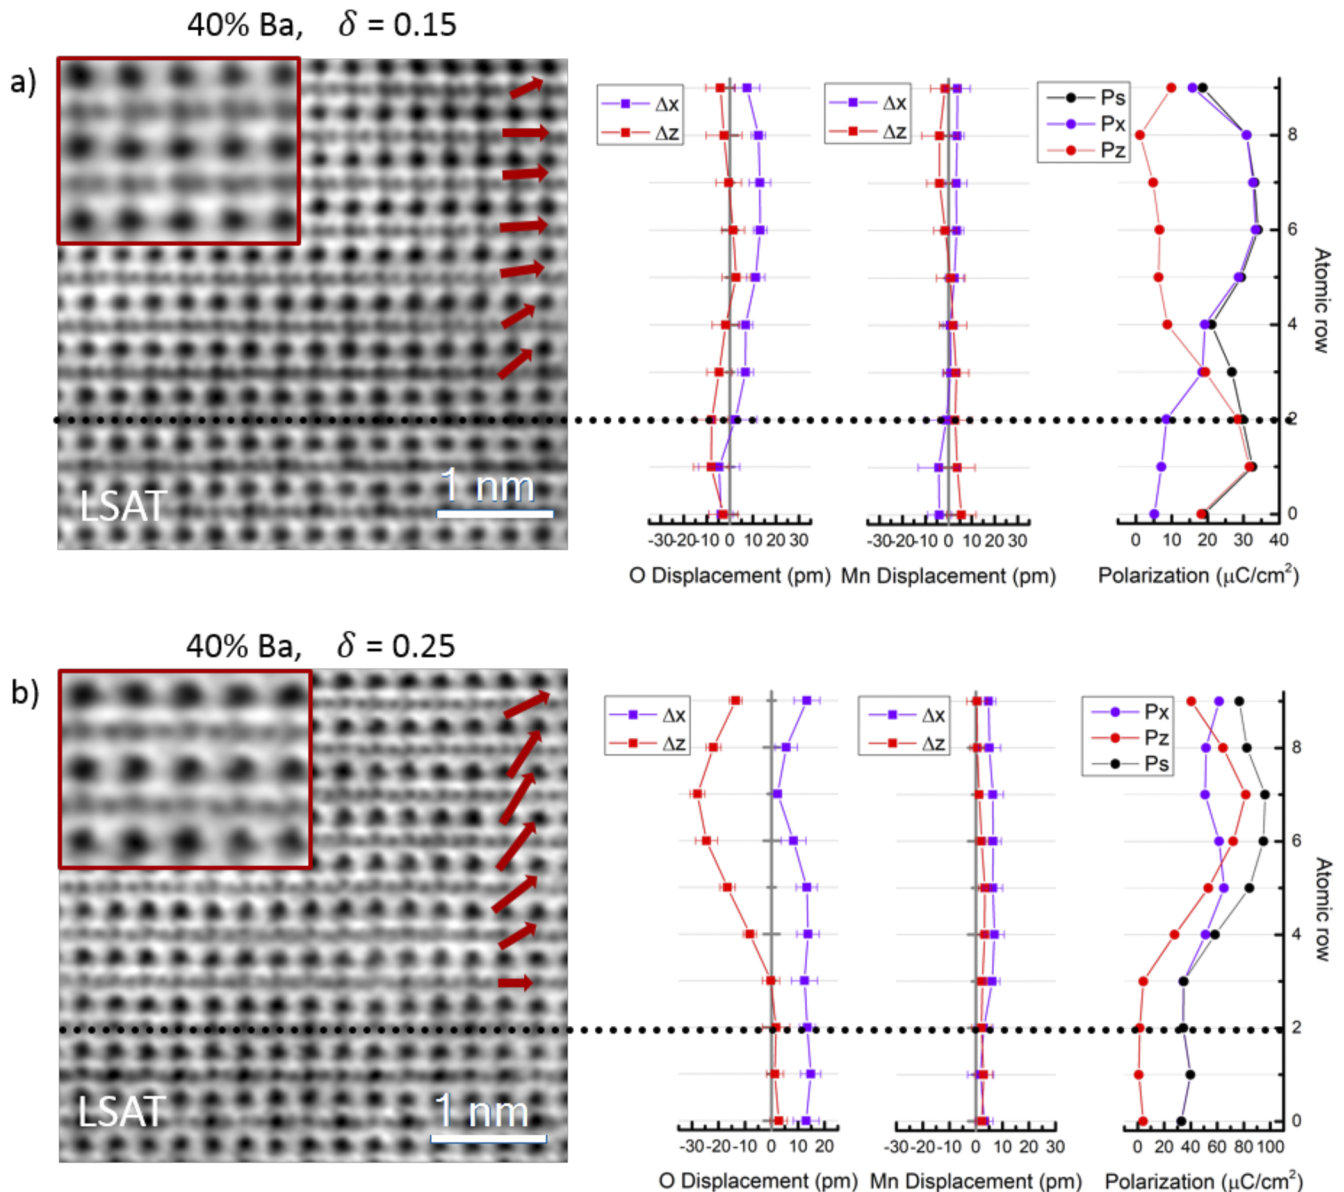 40% Ba, δ = 0.15
a)
Δx
Δz
Δx
Δz
Ps
Px
Pz
8
6
4
2
0
Atomic row
LSAT
1 nm
-30-20-10 0 10 20 30
-30-20-10 0 10 20 30
0 10 20 30 40
O Displacement (pm)
Mn Displacement (pm)
Polarization (μC/cm²)
40% Ba, δ = 0.25
b)
Δx
Δz
Δx
Δz
Px
Pz
Ps
8
6
4
2
0
Atomic row
LSAT
1 nm
-30-20-10 0 10 20
-30-20-10 0 10 20 30
0 20 40 60 80 100
O Displacement (pm)
Mn Displacement (pm)
Polarization (μC/cm²)